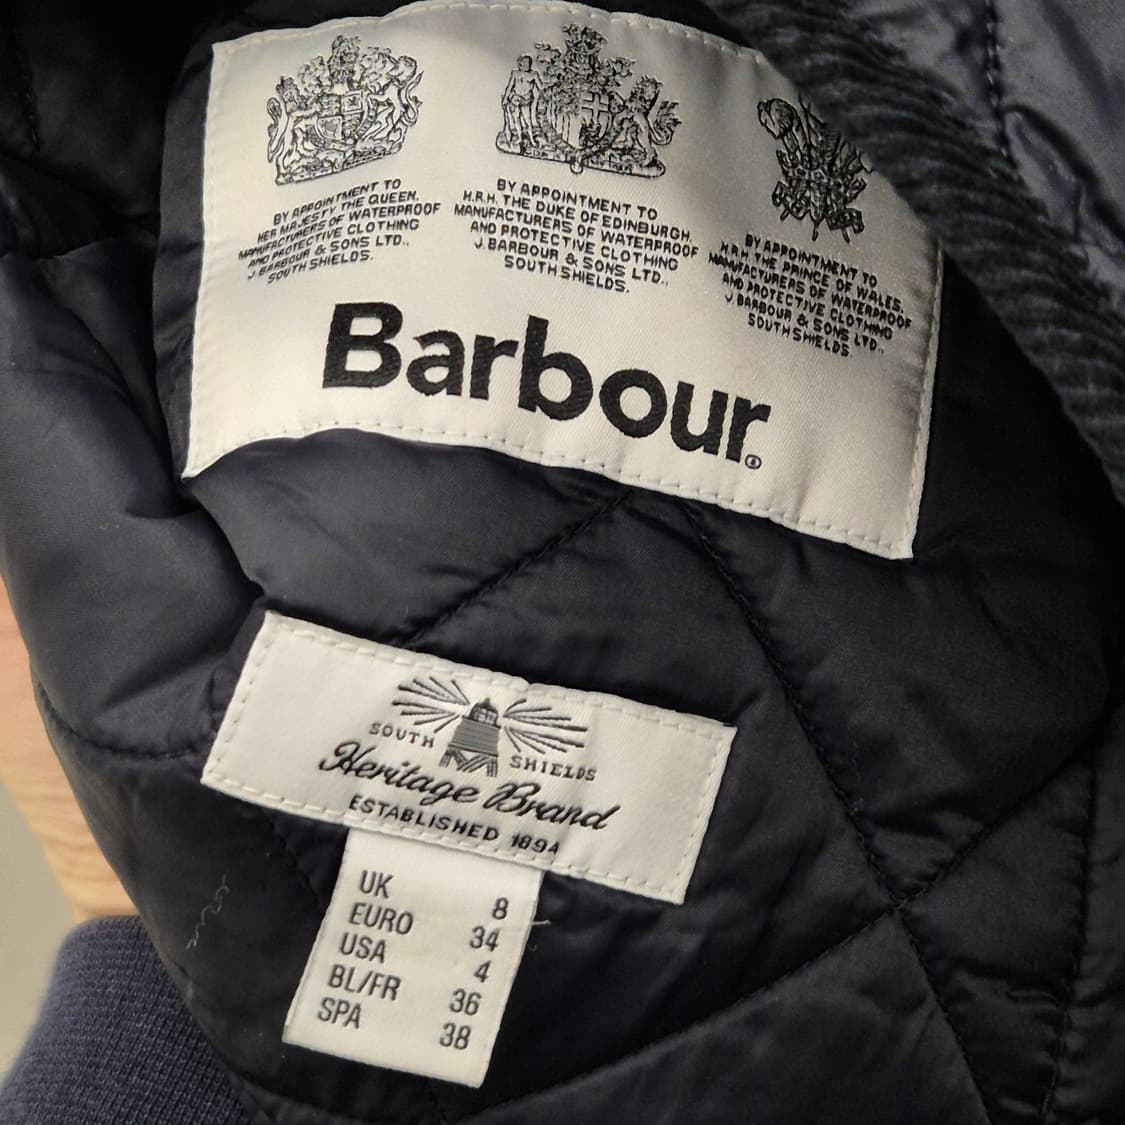 BY APPOINTMENT TO
HER MAJESTY THE QUEEN.
MANUFACTURERS OF WATERPROOF
AND PROTECTIVE CLOTHING
J. BARBOUR & SONS LTD.,
SOUTH SHIELDS.
BY APPOINTMENT TO
H.R.H. THE DUKE OF EDINBURGH,
MANUFACTURERS OF WATERPROOF
AND PROTECTIVE CLOTHING
J. BARBOUR & SONS LTD.,
SOUTH SHIELDS.
BY APPOINTMENT TO
H.R.H. THE PRINCE OF WALES.
MANUFACTURERS OF WATERPROOF
AND PROTECTIVE CLOTHING
J. BARBOUR & SONS LTD.,
SOUTH SHIELDS.
Barbour®
SOUTH SHIELDS
Heritage Brand
ESTABLISHED 1894
UK 8
EURO 34
USA 4
BL/FR 36
SPA 38